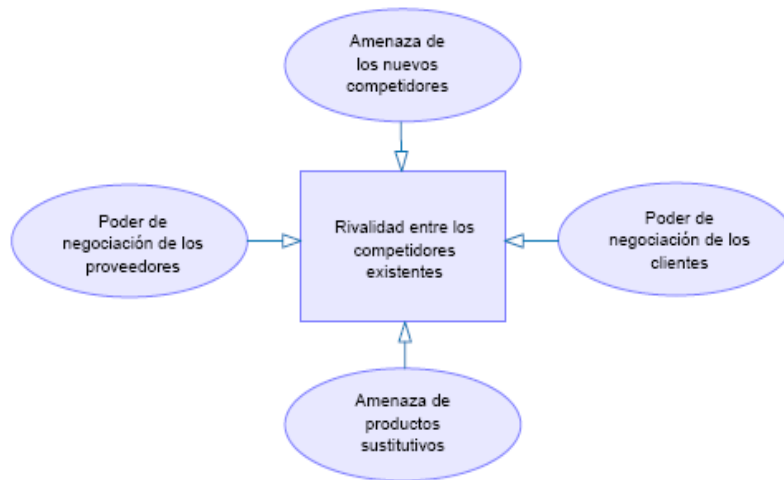 Amenaza de
los nuevos
competidores
Poder de
negociación de los
proveedores
Rivalidad entre los
competidores
existentes
Poder de
negociación de los
clientes
Amenaza de
productos
sustitutivos